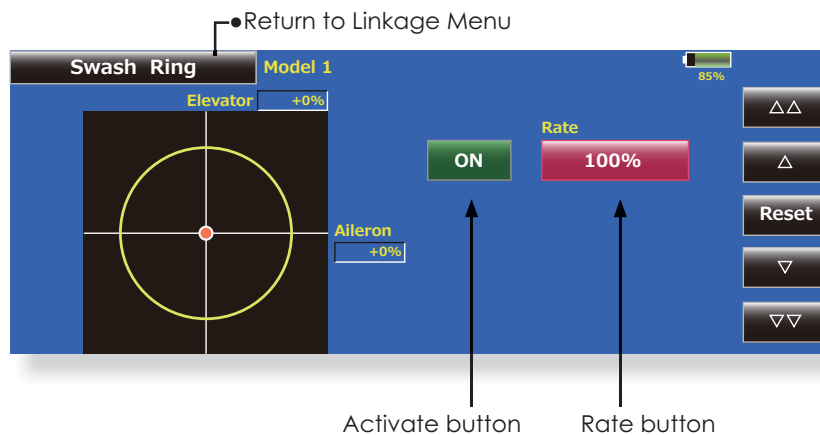 Return to Linkage Menu
Swash Ring
Model 1
85%
Elevator
+0%
Rate
ON
100%
Aileron
+0%
Reset
Activate button
Rate button